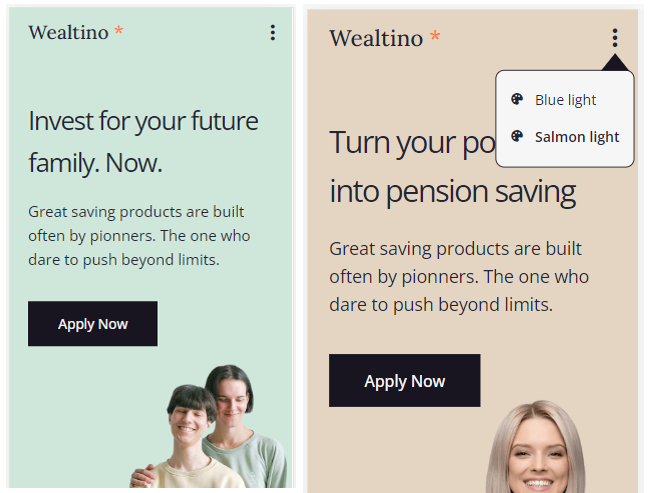 Wealtino *
Invest for your future
family. Now.
Great saving products are built
often by pionners. The one who
dare to push beyond limits.
Apply Now
Wealtino *
Blue light
Salmon light
Turn your po
into pension saving
Great saving products are built
often by pionners. The one who
dare to push beyond limits.
Apply Now